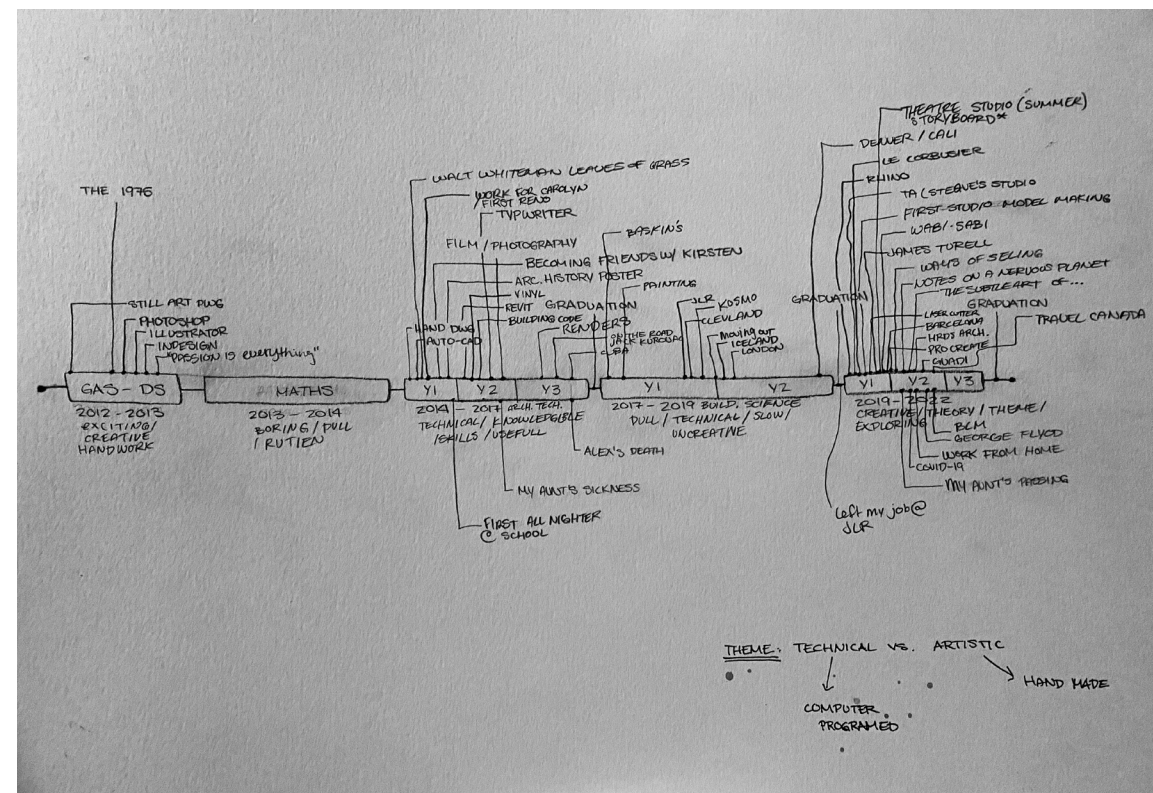 THE 1975
STILL ART DWG
PHOTOSHOP
ILLUSTRATOR
INDESIGN
"PASSION IS everything"
GAS-DS
2012-2013
EXCITING/
CREATIVE
HANDWORK
MATHS
2013-2014
BORING / DULL
/ RUTIEN
WALT WHITEMAN LEAVES OF GRASS
WORK FOR CAROLYN
/FIRST RENO
TYPWRITER
FILM / PHOTOGRAPHY
BECOMING FRIENDS W/ KIRSTEN
ARC. HISTORY POSTER
VINYL
REVIT
GRADUATION
BUILDING CODE
HAND DWG
AUTO-CAD
RENDERS
ON THE ROAD
JACK KUROUAC
Y1
Y2
Y3
2014 - 2017 ARCH. TECH.
TECHNICAL / KNOWLEDGIBLE
/SKILLS / USEFULL
ALEX'S DEATH
MY AUNT'S SICKNESS
FIRST ALL NIGHTER
@ SCHOOL
BASKIN'S
PAINTING
JLR
KOSMO
CLEVLAND
moving out
ICELAND
LONDON
Y1
Y2
2017 - 2019 BUILD. SCIENCE
DULL / TECHNICAL / SLOW /
UNCREATIVE
GRADUATION
THEATRE STUDIO (SUMMER)
STORYBOARD*
DENVER / CALI
LE CORBUSIER
RHINO
TA (STEAVE'S STUDIO
FIRST STUDIO MODEL MAKING
WABI-SABI
JAMES TURELL
WAYS OF SEEING
NOTES ON A NERVOUS PLANET
THE SUBTLE ART OF...
GRADUATION
LASER CUTTER
BARCELONA
TRAVEL CANADA
HRDJ ARCH.
PROCREATE
GUADI
Y1
Y2
Y3
2019-2022
CREATIVE / THEORY / THEME /
EXPLORING
BLM
GEORGE FLYOD
WORK FROM HOME
COVID-19
MY AUNT'S PASSING
Left my job @
JLR
THEME: TECHNICAL VS. ARTISTIC
HAND MADE
COMPUTER
PROGRAMED